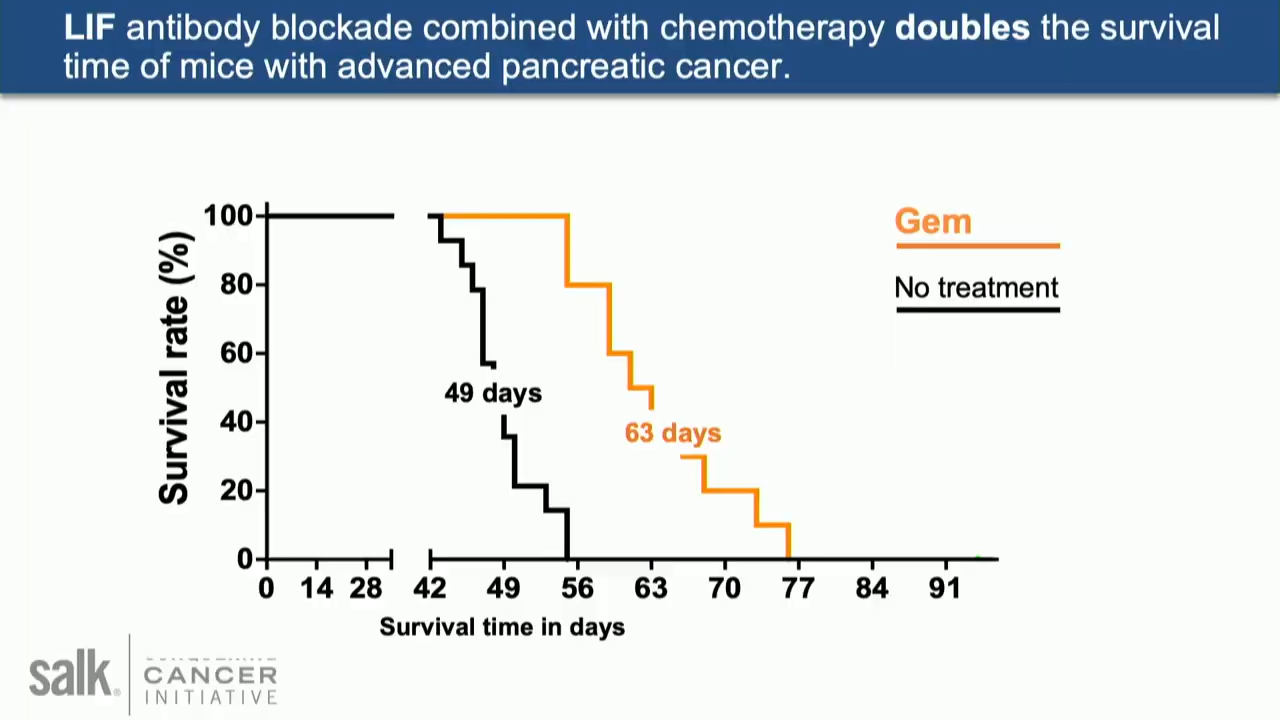 LIF antibody blockade combined with chemotherapy doubles the survival
time of mice with advanced pancreatic cancer.
Gem
No treatment
Survival rate (%)
100
80
60
40
20
0
49 days
63 days
0 14 28 42 49 56 63 70 77 84 91
Survival time in days
salk®
CANCER
INITIATIVE